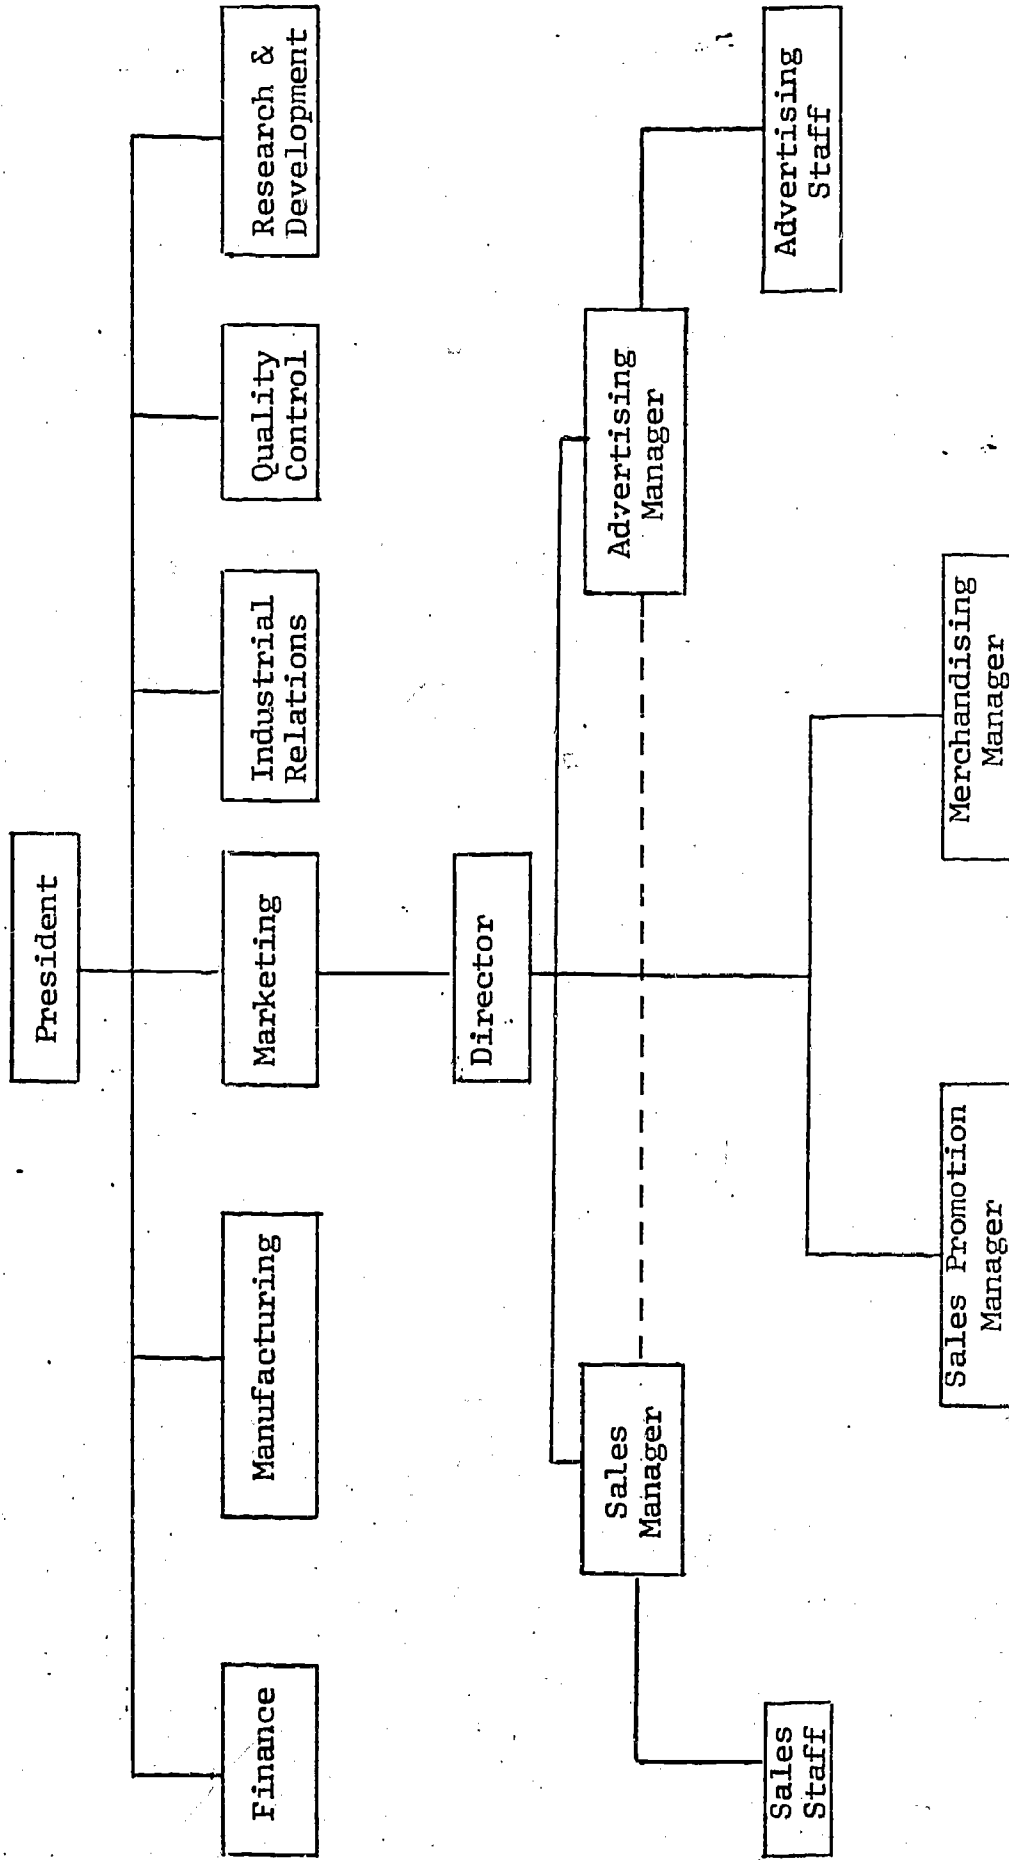 President
Finance
Manufacturing
Marketing
Industrial
Relations
Quality
Control
Research &
Development
Director
Sales
Manager
Advertising
Manager
Sales
Staff
Advertising
Staff
Sales Promotion
Manager
Merchandising
Manager